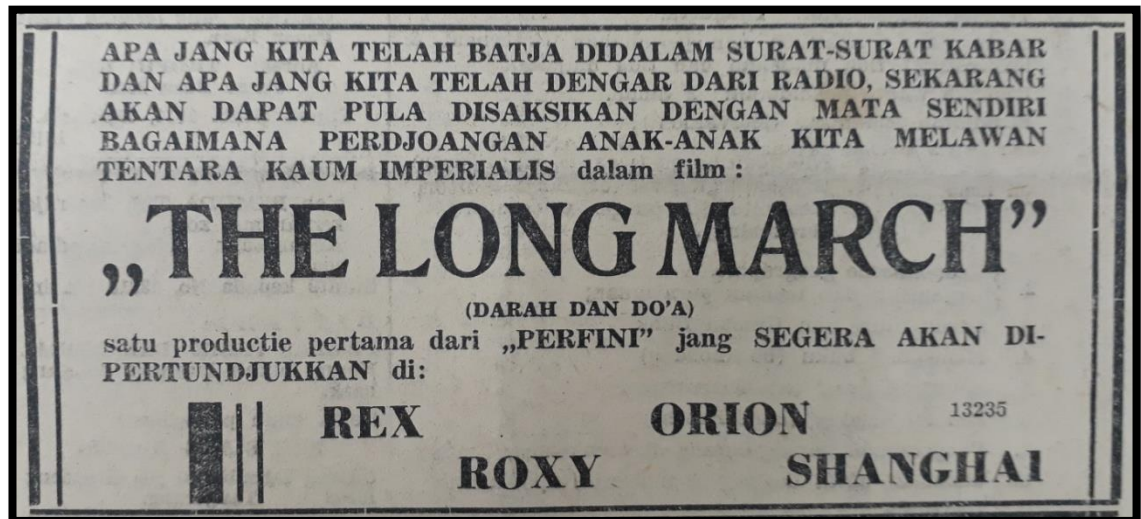 APA JANG KITA TELAH BATJA DIDALAM SURAT-SURAT KABAR
DAN APA JANG KITA TELAH DENGAR DARI RADIO, SEKARANG
AKAN DAPAT PULA DISAKSIKAN DENGAN MATA SENDIRI
BAGAIMANA PERDJOANGAN ANAK-ANAK KITA MELAWAN
TENTARA KAUM IMPERIALIS dalam film :
„THE LONG MARCH”
(DARAH DAN DO'A)
satu productie pertama dari „PERFINI” jang SEGERA AKAN DI-
PERTUNDJUKKAN di:
REX ORION 13235
ROXY SHANGHAI